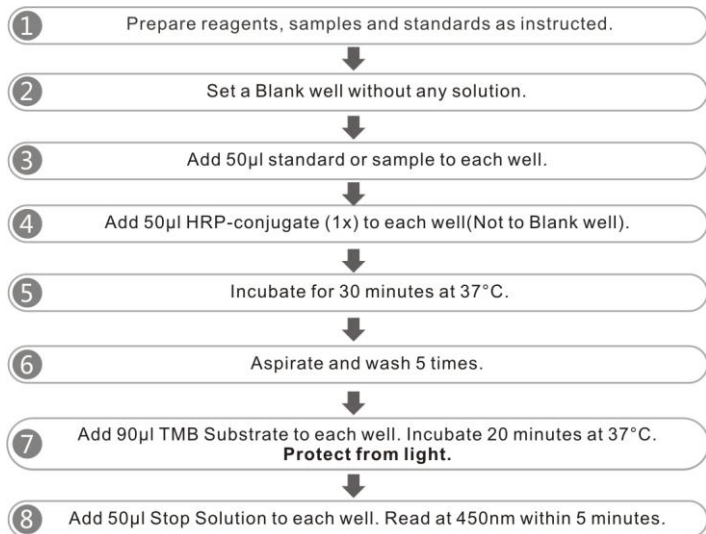 1 Prepare reagents, samples and standards as instructed.
2 Set a Blank well without any solution.
3 Add 50µl standard or sample to each well.
4 Add 50µl HRP-conjugate (1x) to each well(Not to Blank well).
5 Incubate for 30 minutes at 37°C.
6 Aspirate and wash 5 times.
7 Add 90µl TMB Substrate to each well. Incubate 20 minutes at 37°C.
Protect from light.
8 Add 50µl Stop Solution to each well. Read at 450nm within 5 minutes.